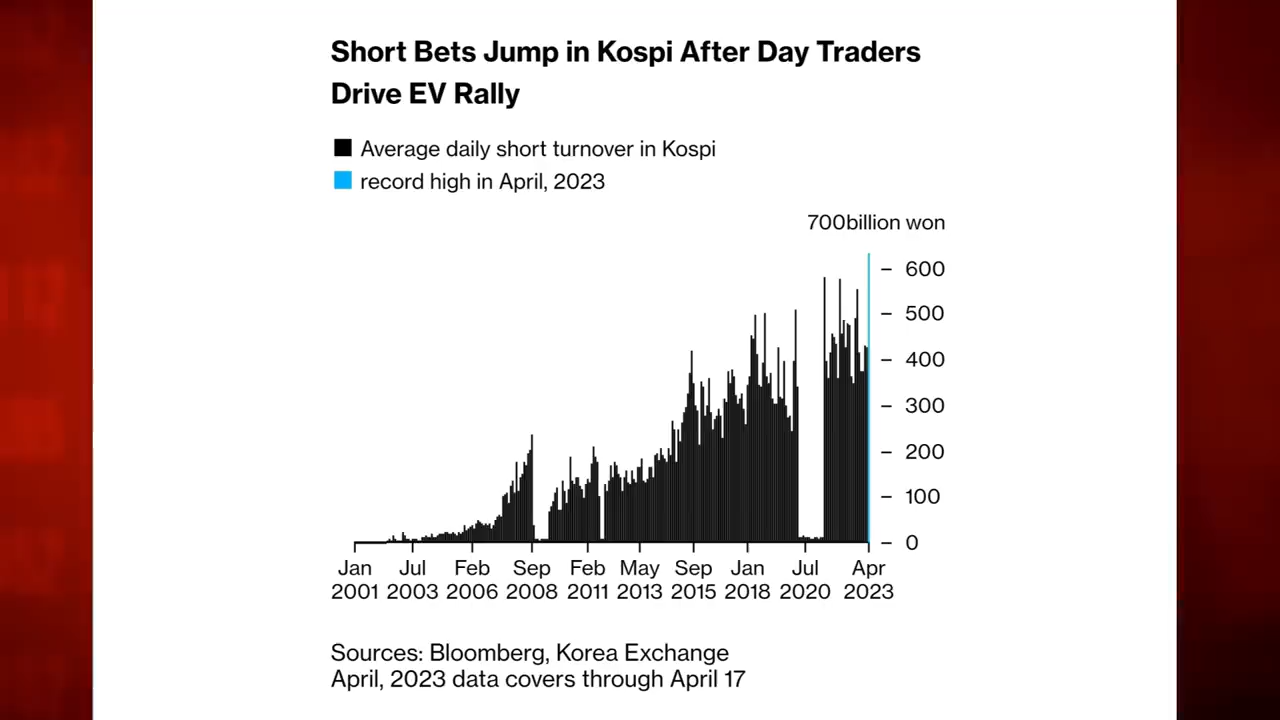 Short Bets Jump in Kospi After Day Traders
Drive EV Rally
Average daily short turnover in Kospi
record high in April, 2023
700billion won
600
500
400
300
200
100
0
Jan Jul Feb Sep Feb May Sep Jan Jul Apr
2001 2003 2006 2008 2011 2013 2015 2018 2020 2023
Sources: Bloomberg, Korea Exchange
April, 2023 data covers through April 17